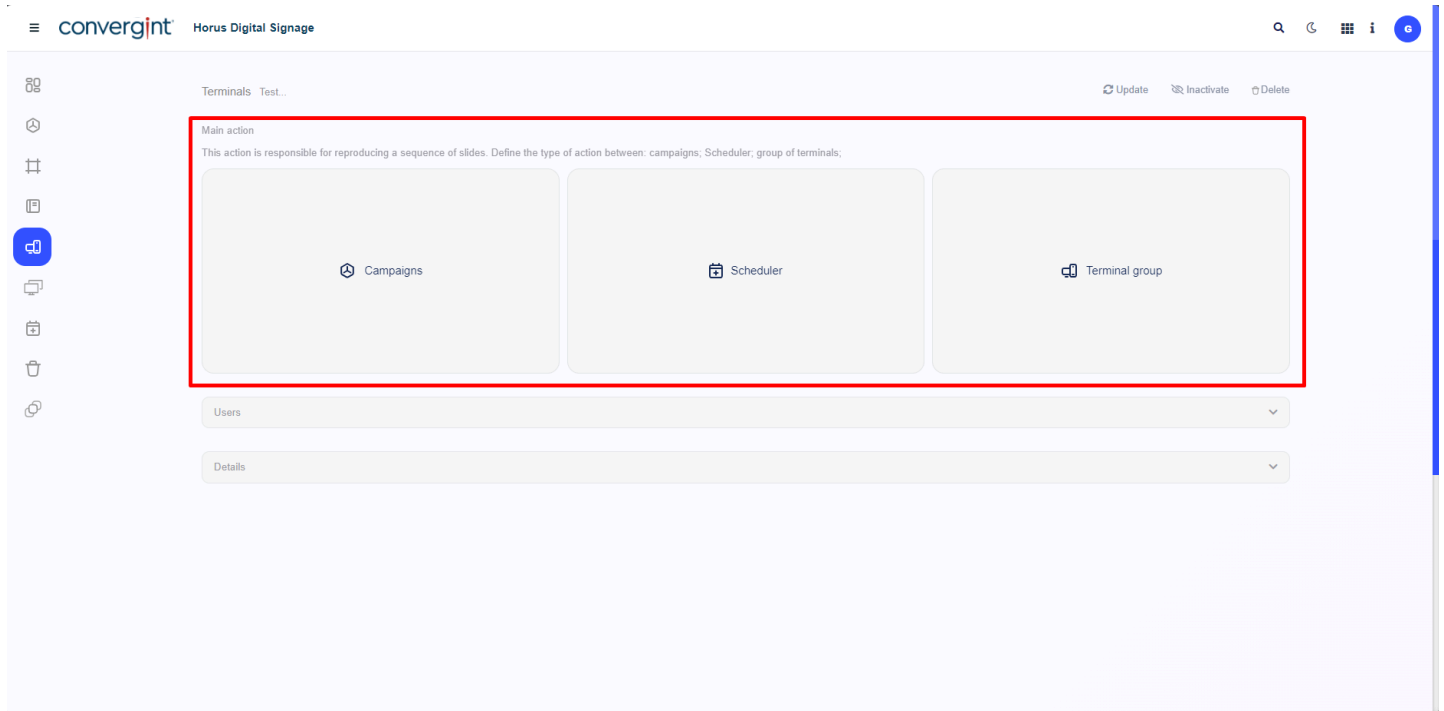 convergint Horus Digital Signage
G
Terminals Test... Update Inactivate Delete
Main action
This action is responsible for reproducing a sequence of slides. Define the type of action between: campaigns; Scheduler; group of terminals;
Campaigns Scheduler Terminal group
Users
Details